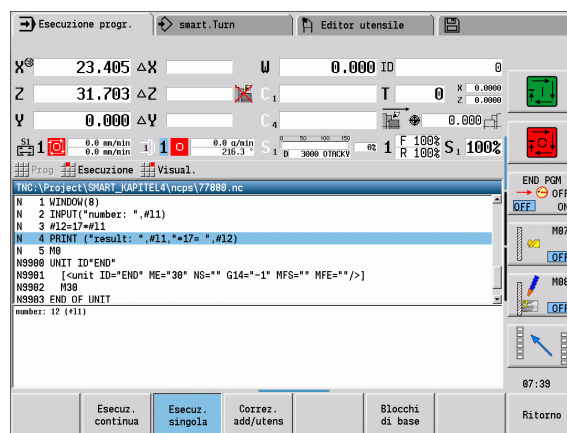 Esecuzione progr. smart.Turn Editor utensile
X 23.405 △X W 0.000 ID 0
Z 31.703 △Z C1 T 0 X 0.0000 Z 0.0000
Y 0.000 △Y C4 0.000
S1 1 0.0 mm/min 0.0 mm/min 1 0.0 o/min 216.3 ° S1 0 50 100 150 D 3000 0% 1 F 100% R 100% S1 100%
Prog Esecuzione Visual.
TNC:\Project\SMART_KAPITEL4\ncps\77880.nc
N 1 WINDOW(8)
N 2 INPUT("number: ",#l1)
N 3 #l2=17*#l1
N 4 PRINT ("result: ",#l1,"*17= ",#l2)
N 5 M0
N9900 UNIT ID"END"
N9901 [<unit ID="END" ME="30" NS="" G14="-1" MFS="" MFE=""/>]
N9902 M30
N9903 END OF UNIT
number: 12 (#l1)
END PGM
OFF
OFF ON
M07
OFF
M08
OFF
07:39
Esecuz. continua
Esecuz. singola
Correz. add/utens
Blocchi di base
Ritorno